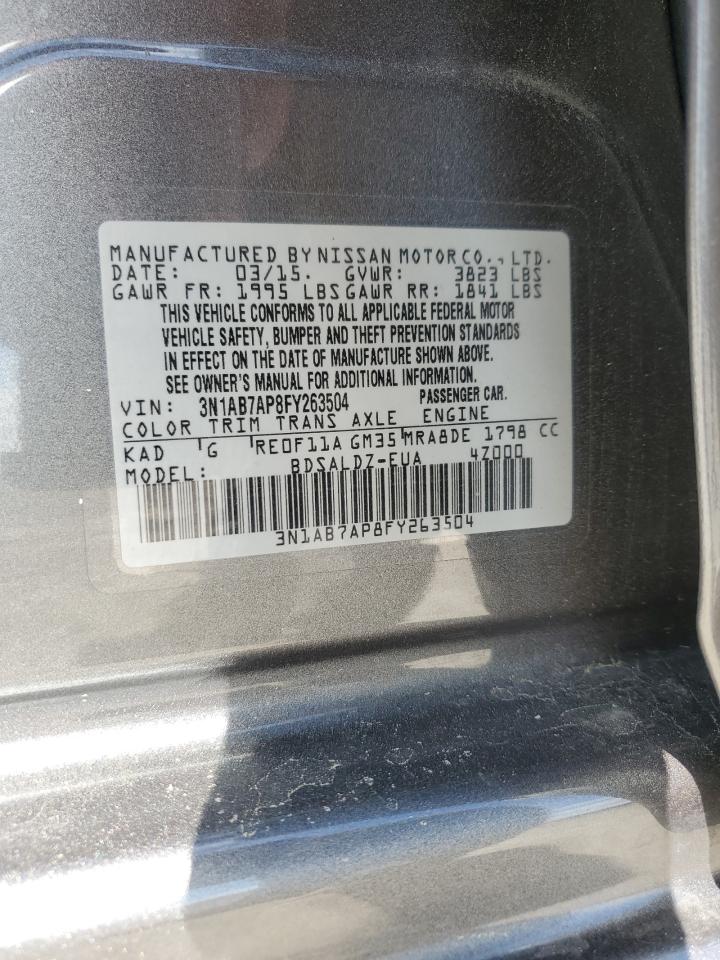 MANUFACTURED BY NISSAN MOTOR CO., LTD.
DATE: 03/15. GVWR: 3823 LBS
GAWR FR: 1995 LBS GAWR RR: 1841 LBS
THIS VEHICLE CONFORMS TO ALL APPLICABLE FEDERAL MOTOR
VEHICLE SAFETY, BUMPER AND THEFT PREVENTION STANDARDS
IN EFFECT ON THE DATE OF MANUFACTURE SHOWN ABOVE.
SEE OWNER'S MANUAL FOR ADDITIONAL INFORMATION.
VIN: 3N1AB7AP8FY263504 PASSENGER CAR.
COLOR TRIM TRANS AXLE ENGINE
KAD G RE0F11A GM35 MRA8DE 1798 CC
MODEL: BDSALDZ-EUA 4Z000
3N1AB7AP8FY263504